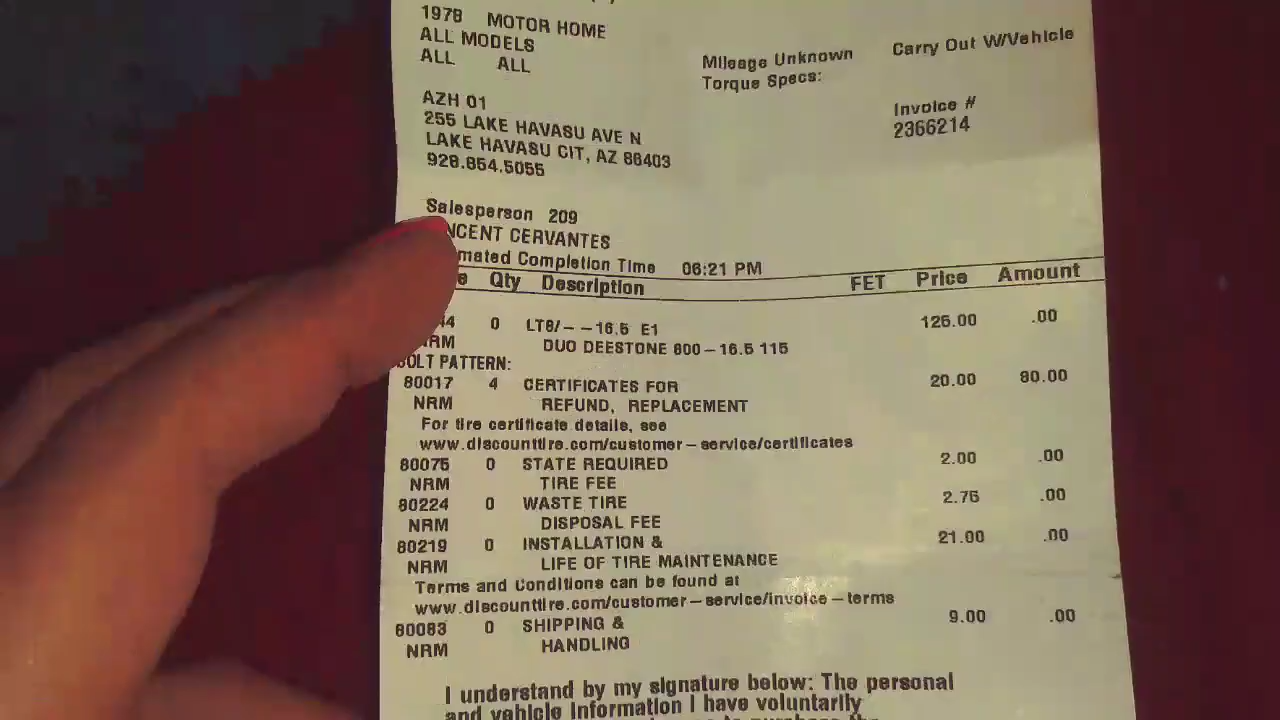 1978 MOTOR HOME
ALL MODELS
ALL ALL
Mileage Unknown
Torque Specs:
Carry Out W/Vehicle
AZH 01
255 LAKE HAVASU AVE N
LAKE HAVASU CIT, AZ 86403
928.854.5055
Invoice #
2366214
Salesperson 209
NCENT CERVANTES
mated Completion Time 06:21 PM
e Qty Description FET Price Amount
44 0 LT8/--16.5 E1 125.00 .00
RM DUO DEESTONE 800-16.5 115
BOLT PATTERN:
80017 4 CERTIFICATES FOR 20.00 80.00
NRM REFUND, REPLACEMENT
For tire certificate details, see
www.discounttire.com/customer-service/certificates
80075 0 STATE REQUIRED 2.00 .00
NRM TIRE FEE
80224 0 WASTE TIRE 2.75 .00
NRM DISPOSAL FEE
80219 0 INSTALLATION & 21.00 .00
NRM LIFE OF TIRE MAINTENANCE
Terms and Conditions can be found at
www.discounttire.com/customer-service/invoice-terms
80083 0 SHIPPING & 9.00 .00
NRM HANDLING
I understand by my signature below: The personal
and vehicle information I have voluntarily